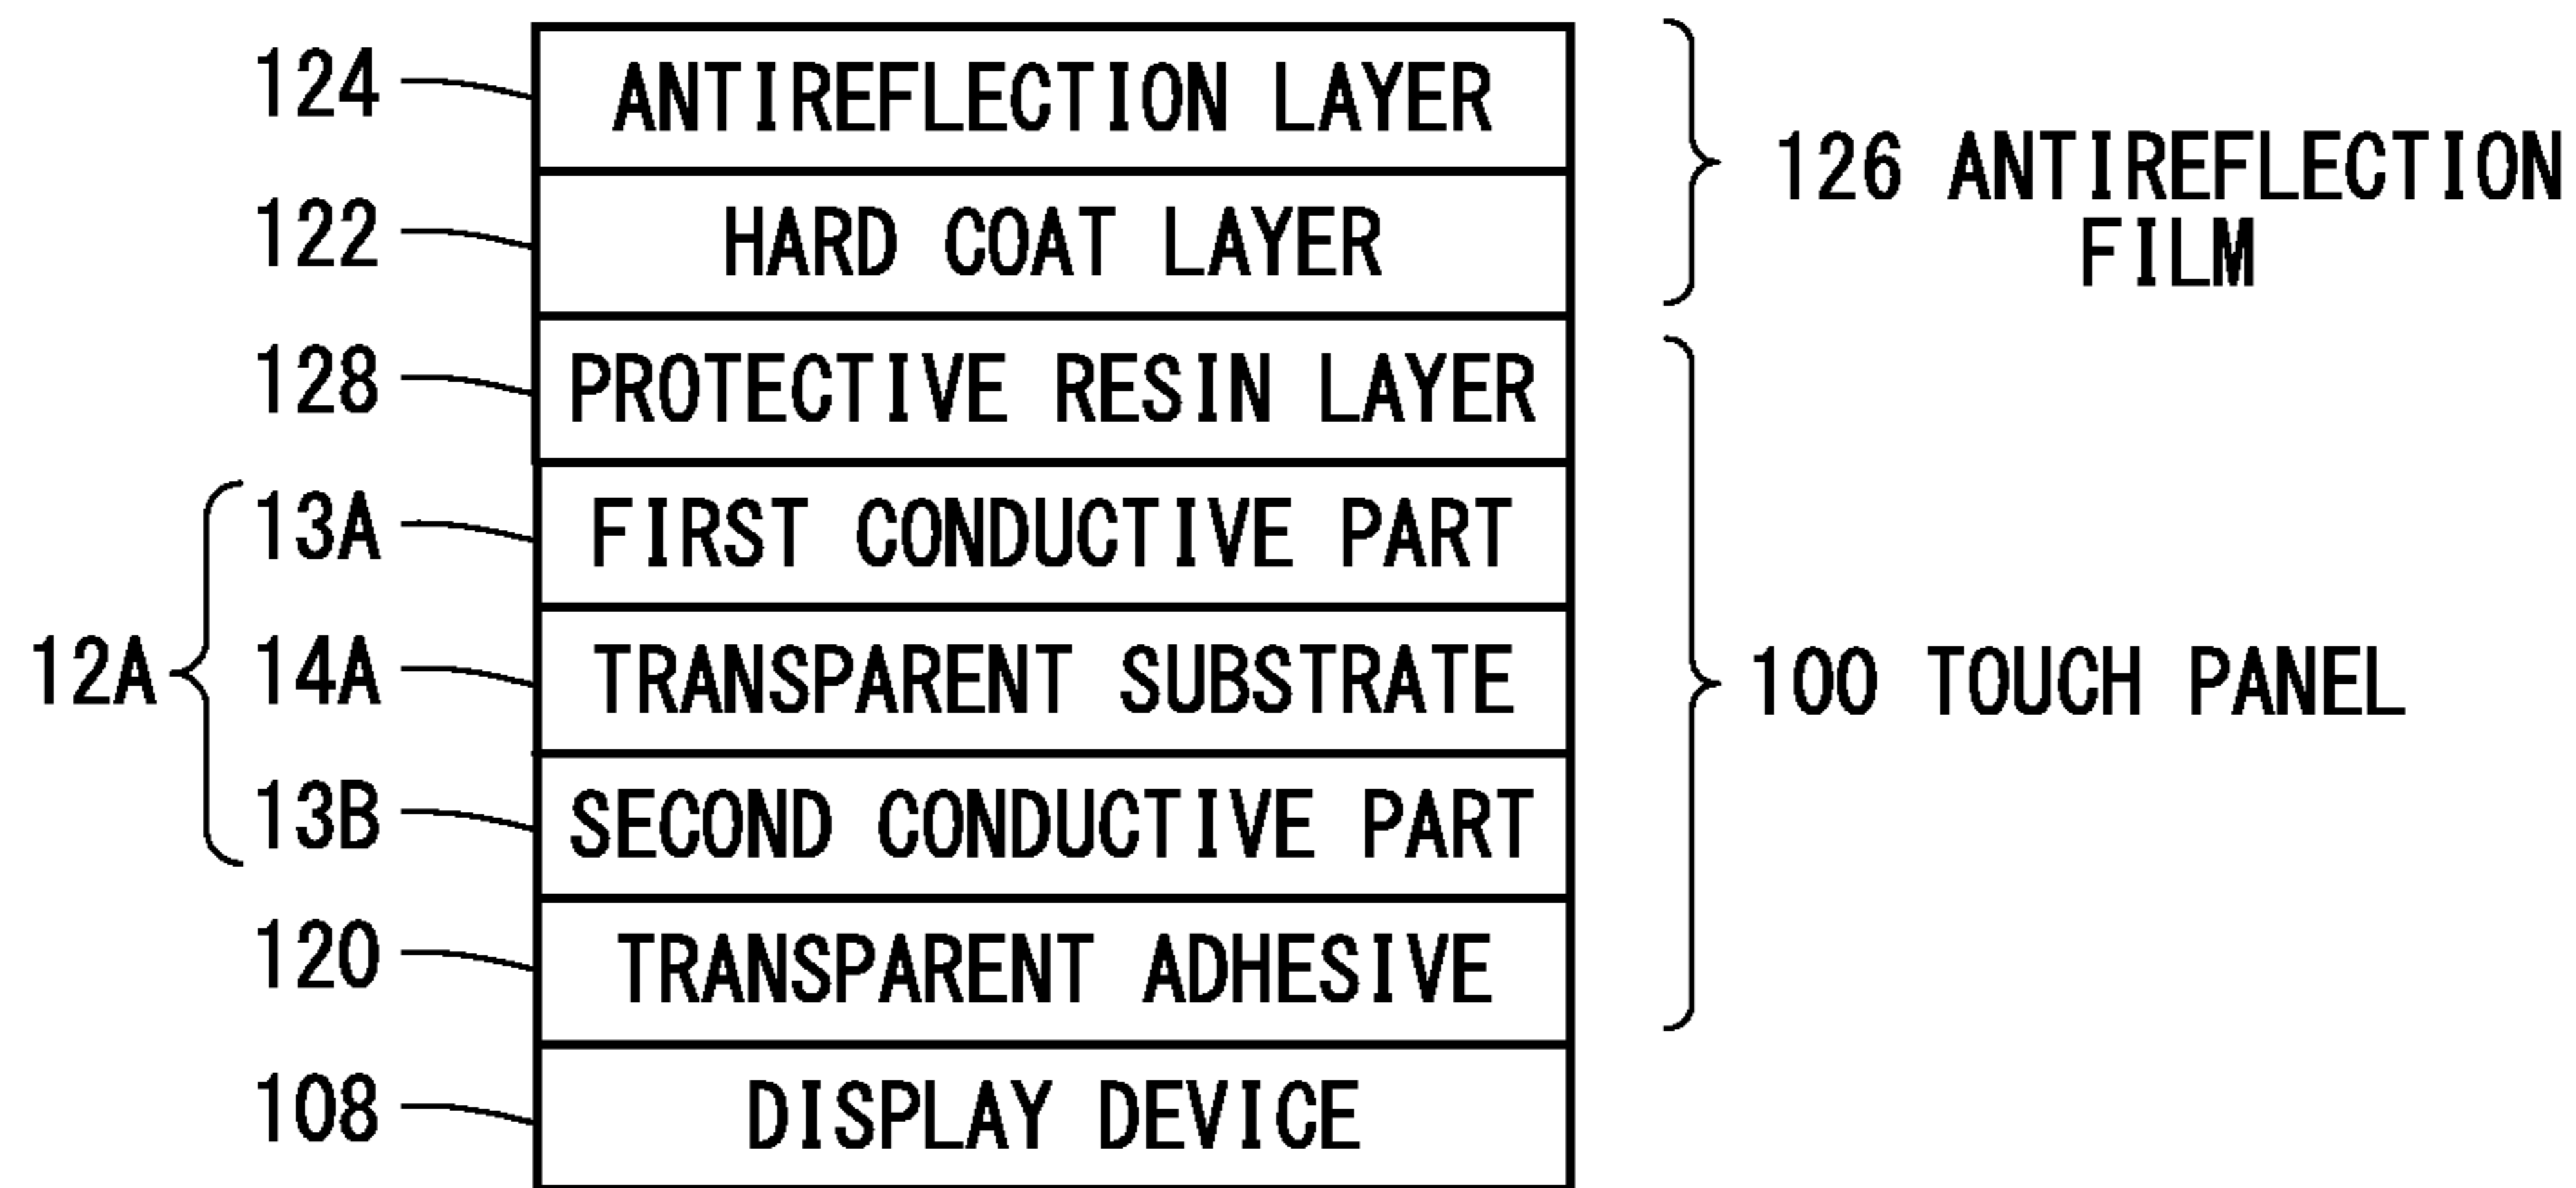 124 ANTIREFLECTION LAYER
122 HARD COAT LAYER
126 ANTIREFLECTION
FILM
128 PROTECTIVE RESIN LAYER
13A FIRST CONDUCTIVE PART
12A 14A TRANSPARENT SUBSTRATE 100 TOUCH PANEL
13B SECOND CONDUCTIVE PART
120 TRANSPARENT ADHESIVE
108 DISPLAY DEVICE